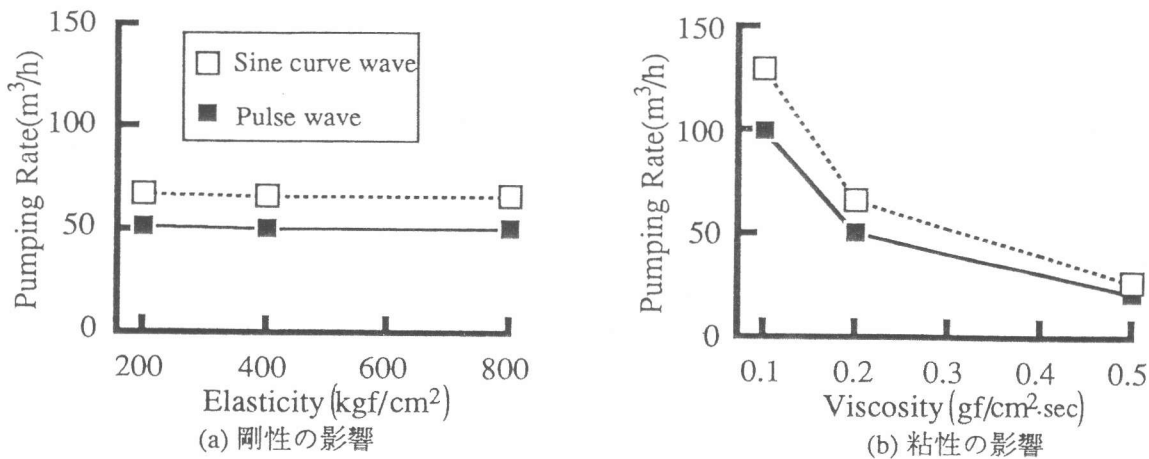 Pumping Rate(m³/h)
150
100
50
0
Sine curve wave
Pulse wave
200 400 600 800
Elasticity (kgf/cm²)
(a) 剛性の影響
Pumping Rate(m³/h)
150
100
50
0
0.1 0.2 0.3 0.4 0.5
Viscosity (gf/cm²·sec)
(b) 粘性の影響